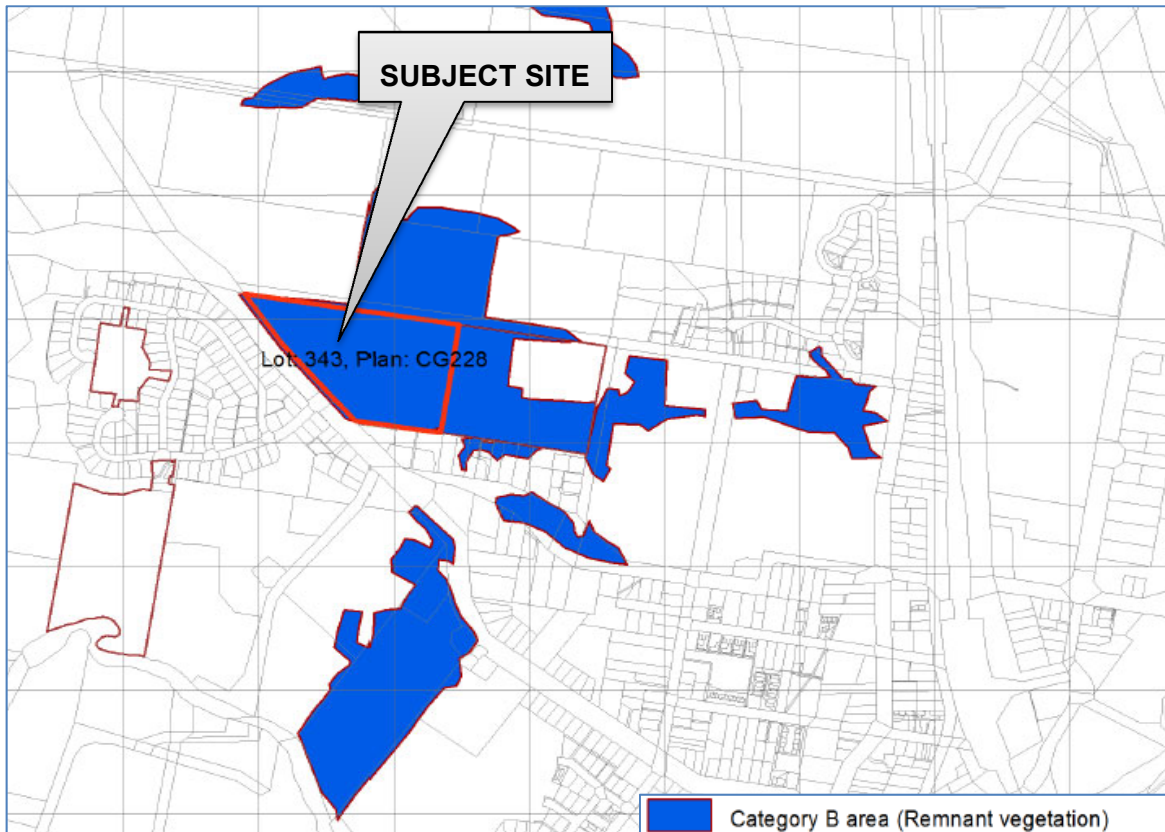 SUBJECT SITE
Lot: 343, Plan: CG228
Category B area (Remnant vegetation)